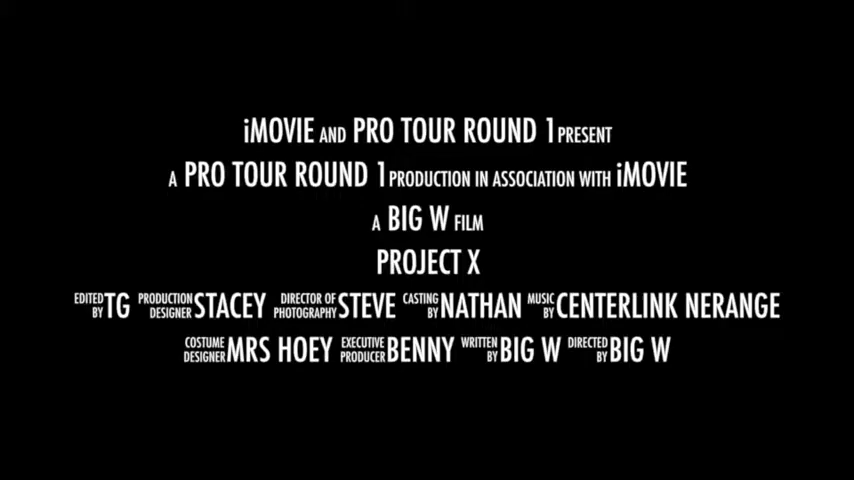 iMOVIE AND PRO TOUR ROUND 1 PRESENT
A PRO TOUR ROUND 1 PRODUCTION IN ASSOCIATION WITH iMOVIE
A BIG W FILM
PROJECT X
EDITED BY TG PRODUCTION DESIGNER STACEY DIRECTOR OF PHOTOGRAPHY STEVE CASTING BY NATHAN MUSIC BY CENTERLINK NERANGE
COSTUME DESIGNER MRS HOEY EXECUTIVE PRODUCER BENNY WRITTEN BY BIG W DIRECTED BY BIG W